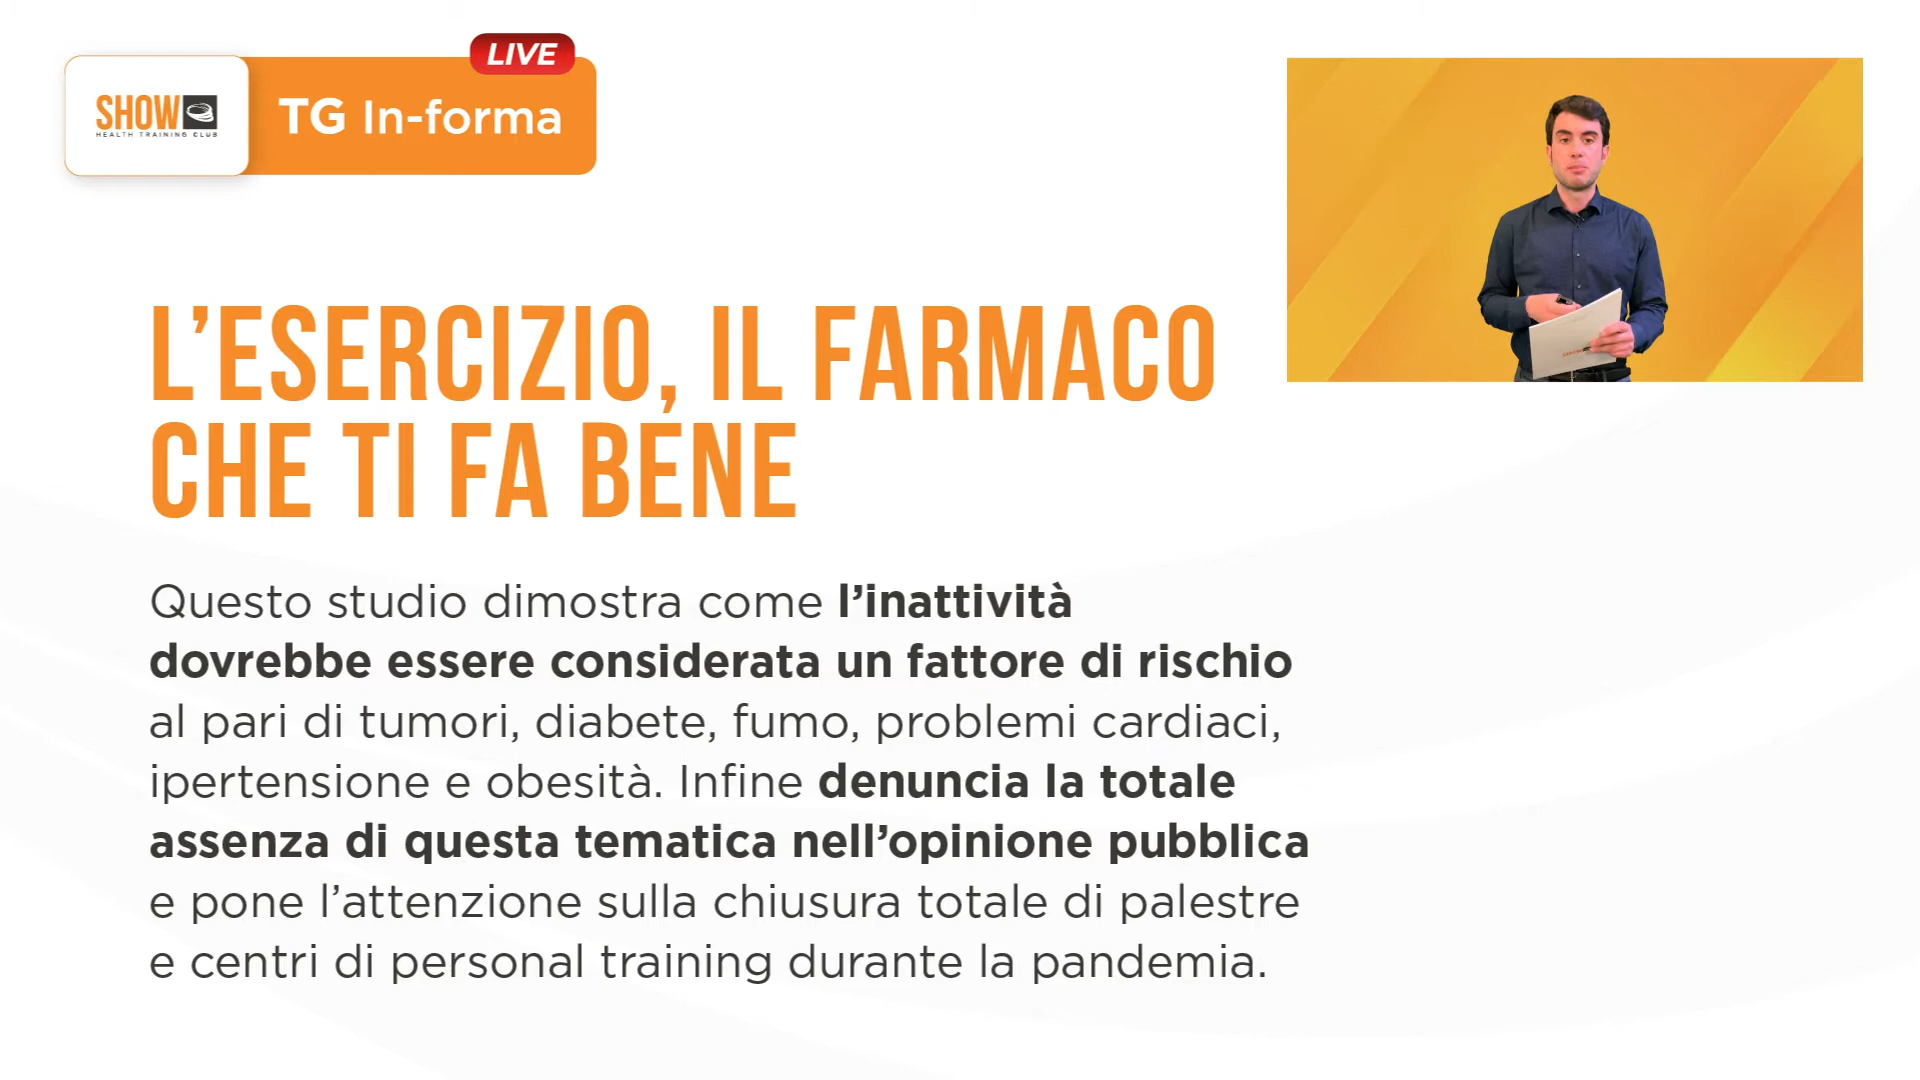 LIVE
SHOW
HEALTH TRAINING CLUB
TG In-forma
L’ESERCIZIO, IL FARMACO
CHE TI FA BENE
Questo studio dimostra come l’inattività
dovrebbe essere considerata un fattore di rischio
al pari di tumori, diabete, fumo, problemi cardiaci,
ipertensione e obesità. Infine denuncia la totale
assenza di questa tematica nell’opinione pubblica
e pone l’attenzione sulla chiusura totale di palestre
e centri di personal training durante la pandemia.